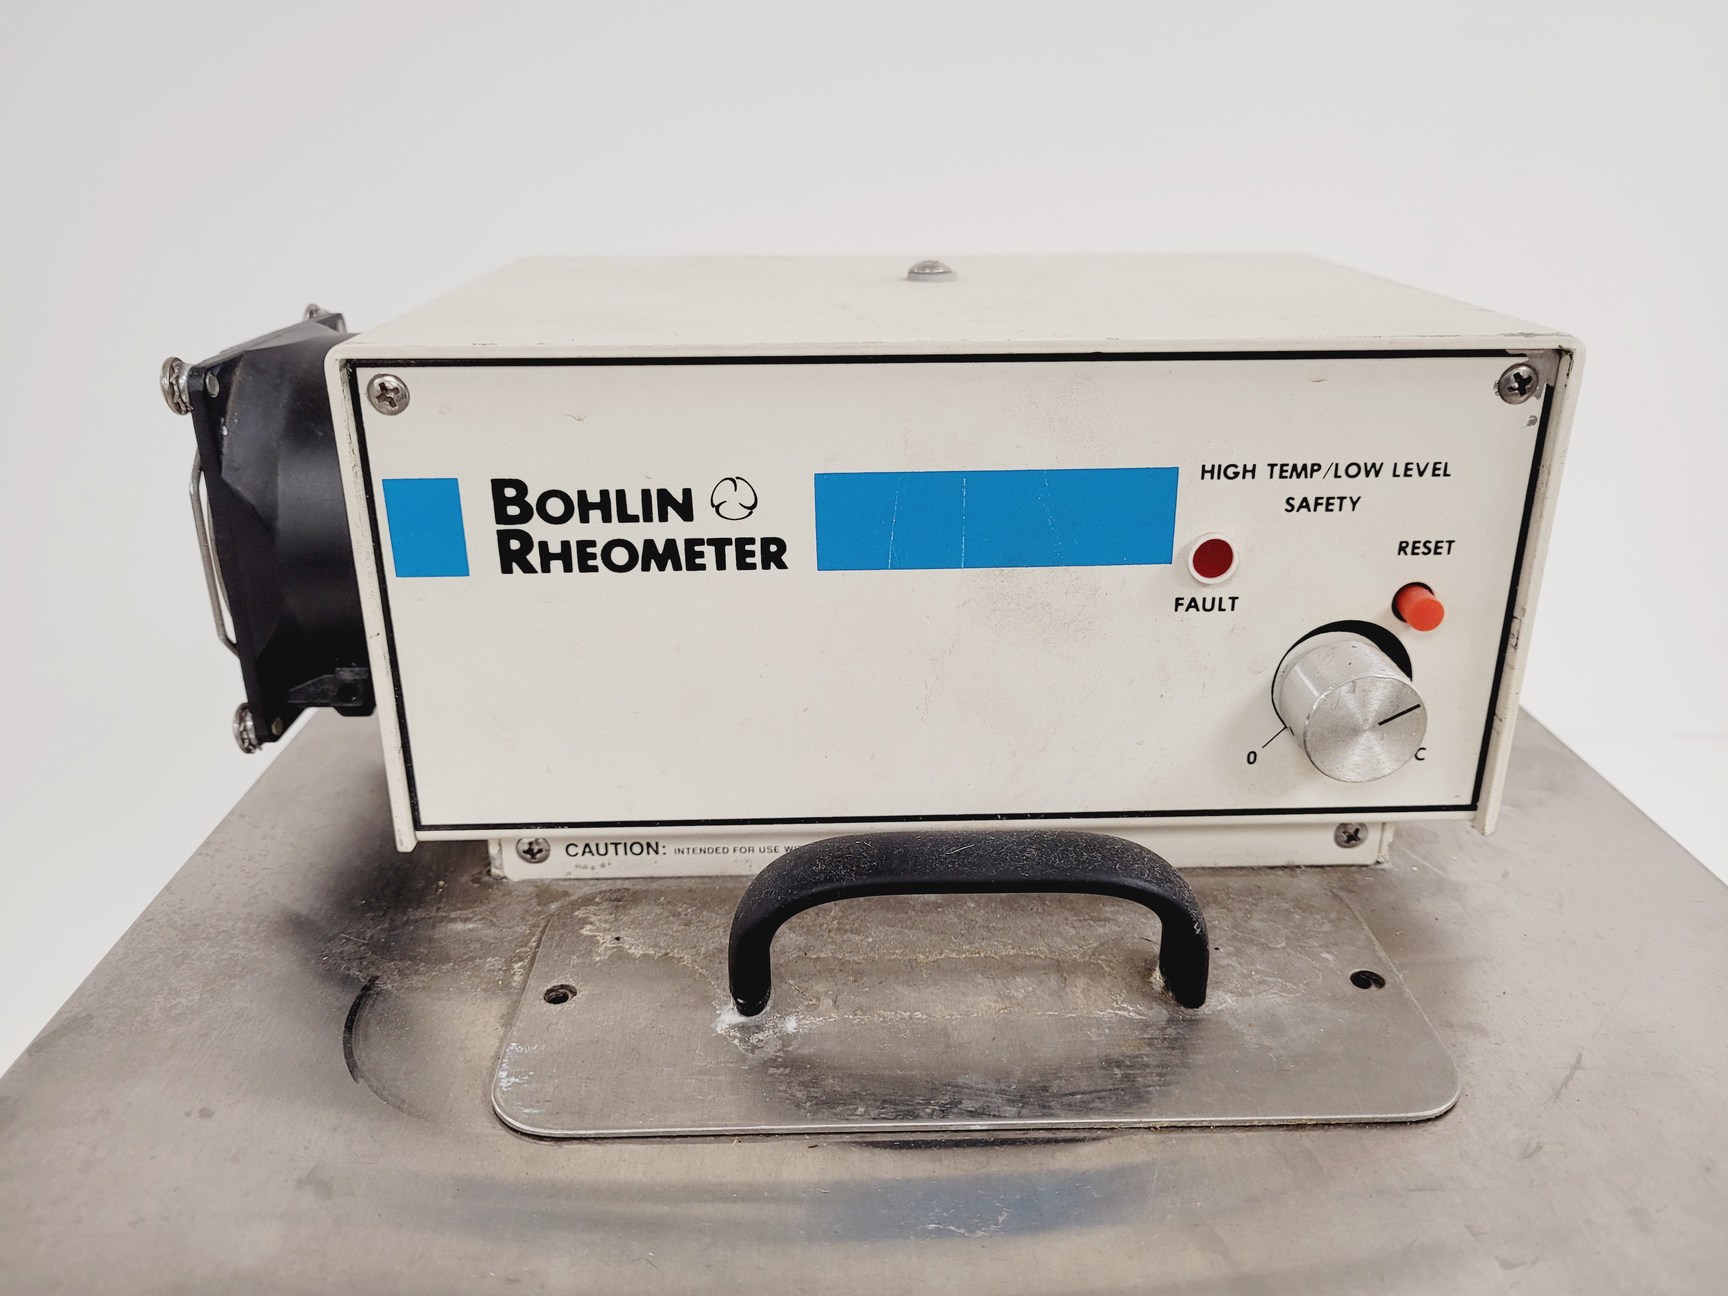 BOHLIN
RHEOMETER
HIGH TEMP/LOW LEVEL
SAFETY
RESET
FAULT
0
C
CAUTION: INTENDED FOR USE